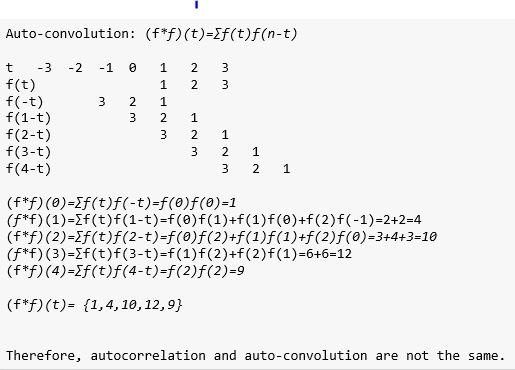 Auto-convolution: (f*f)(t)=Σf(t)f(n-t)
t -3 -2 -1 0 1 2 3
f(t) 1 2 3
f(-t) 3 2 1
f(1-t) 3 2 1
f(2-t) 3 2 1
f(3-t) 3 2 1
f(4-t) 3 2 1
(f*f)(0)=Σf(t)f(-t)=f(0)f(0)=1
(f*f)(1)=Σf(t)f(1-t)=f(0)f(1)+f(1)f(0)+f(2)f(-1)=2+2=4
(f*f)(2)=Σf(t)f(2-t)=f(0)f(2)+f(1)f(1)+f(2)f(0)=3+4+3=10
(f*f)(3)=Σf(t)f(3-t)=f(1)f(2)+f(2)f(1)=6+6=12
(f*f)(4)=Σf(t)f(4-t)=f(2)f(2)=9
(f*f)(t)= {1,4,10,12,9}
Therefore, autocorrelation and auto-convolution are not the same.